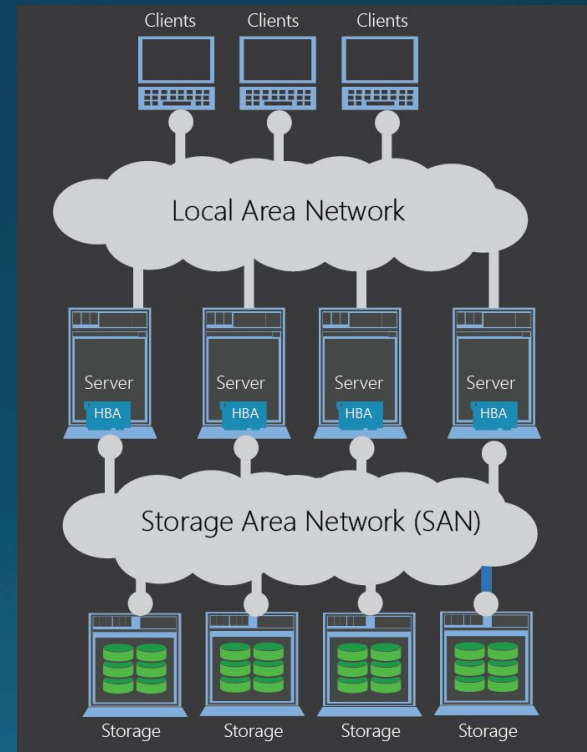 Clients Clients Clients
Local Area Network
Server Server Server Server
HBA HBA HBA HBA
Storage Area Network (SAN)
Storage Storage Storage Storage